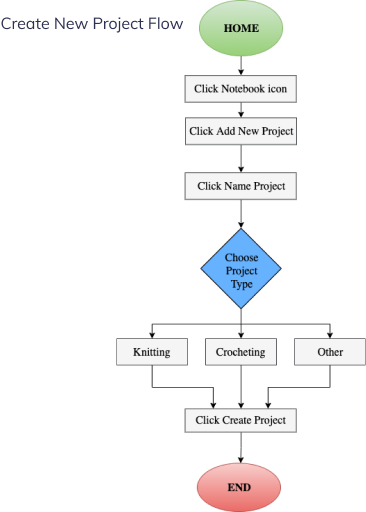 Create New Project Flow
HOME
Click Notebook icon
Click Add New Project
Click Name Project
Choose
Project
Type
Knitting
Crocheting
Other
Click Create Project
END